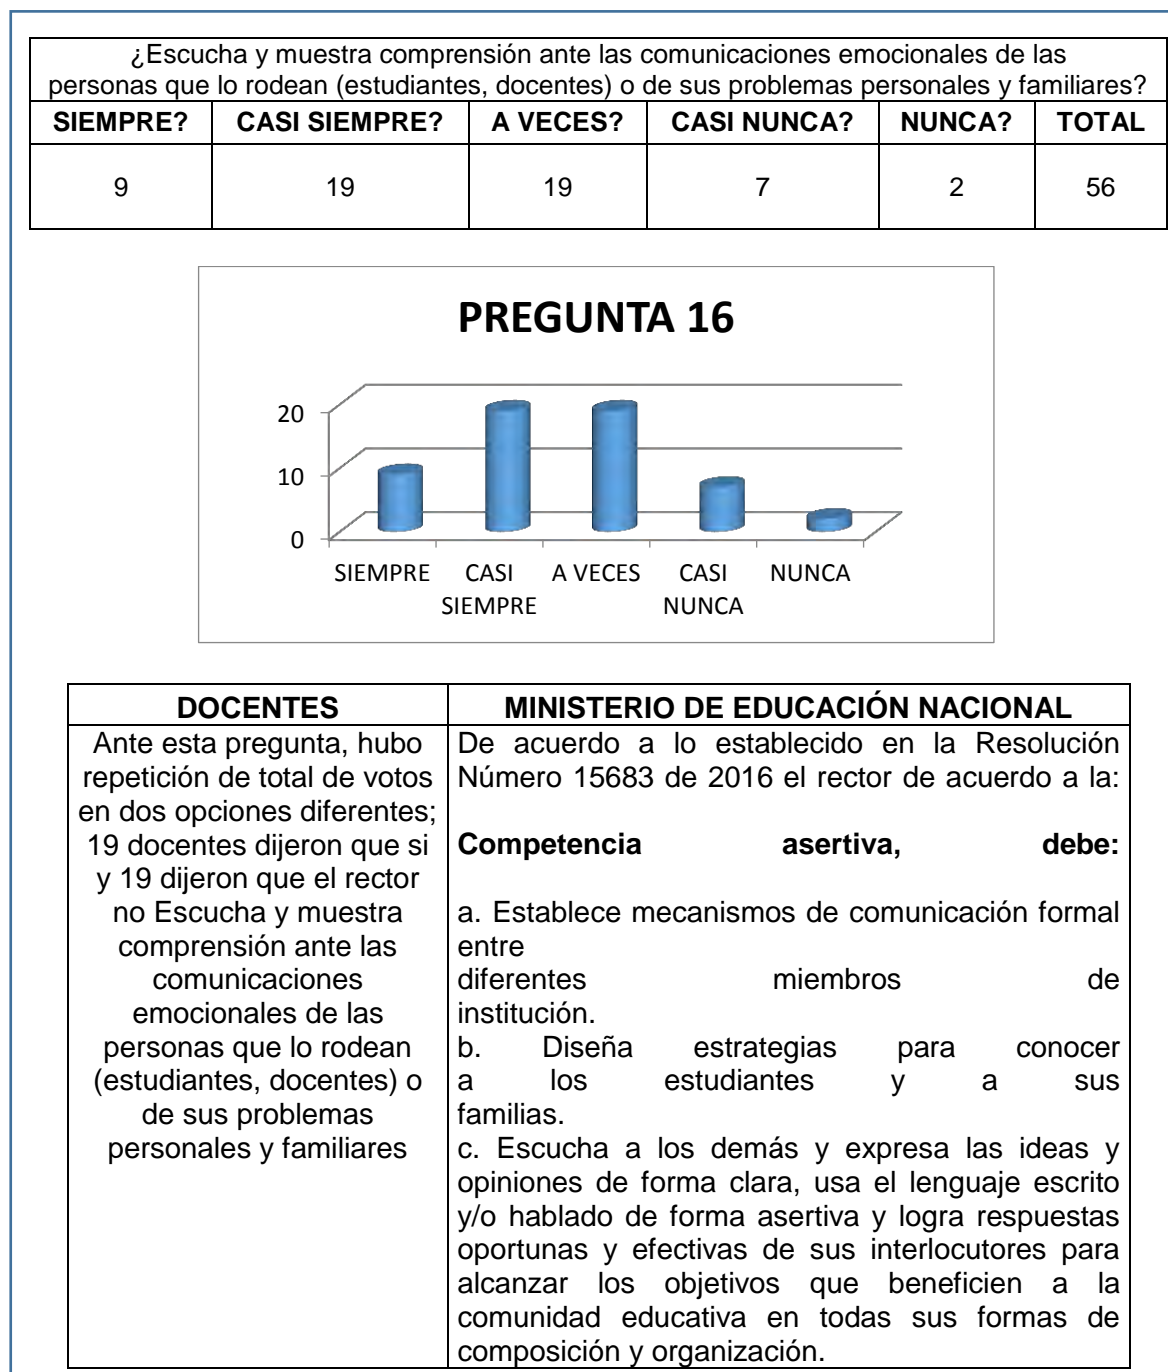 ¿Escucha y muestra comprensión ante las comunicaciones emocionales de las
personas que lo rodean (estudiantes, docentes) o de sus problemas personales y familiares?
SIEMPRE? CASI SIEMPRE? A VECES? CASI NUNCA? NUNCA? TOTAL
9 19 19 7 2 56
PREGUNTA 16
20
10
0
SIEMPRE CASI SIEMPRE A VECES CASI NUNCA NUNCA
DOCENTES
Ante esta pregunta, hubo
repetición de total de votos
en dos opciones diferentes;
19 docentes dijeron que si
y 19 dijeron que el rector
no Escucha y muestra
comprensión ante las
comunicaciones
emocionales de las
personas que lo rodean
(estudiantes, docentes) o
de sus problemas
personales y familiares
MINISTERIO DE EDUCACIÓN NACIONAL
De acuerdo a lo establecido en la Resolución
Número 15683 de 2016 el rector de acuerdo a la:
Competencia asertiva, debe:
a. Establece mecanismos de comunicación formal
entre
diferentes miembros de
institución.
b. Diseña estrategias para conocer
a los estudiantes y a sus
familias.
c. Escucha a los demás y expresa las ideas y
opiniones de forma clara, usa el lenguaje escrito
y/o hablado de forma asertiva y logra respuestas
oportunas y efectivas de sus interlocutores para
alcanzar los objetivos que beneficien a la
comunidad educativa en todas sus formas de
composición y organización.